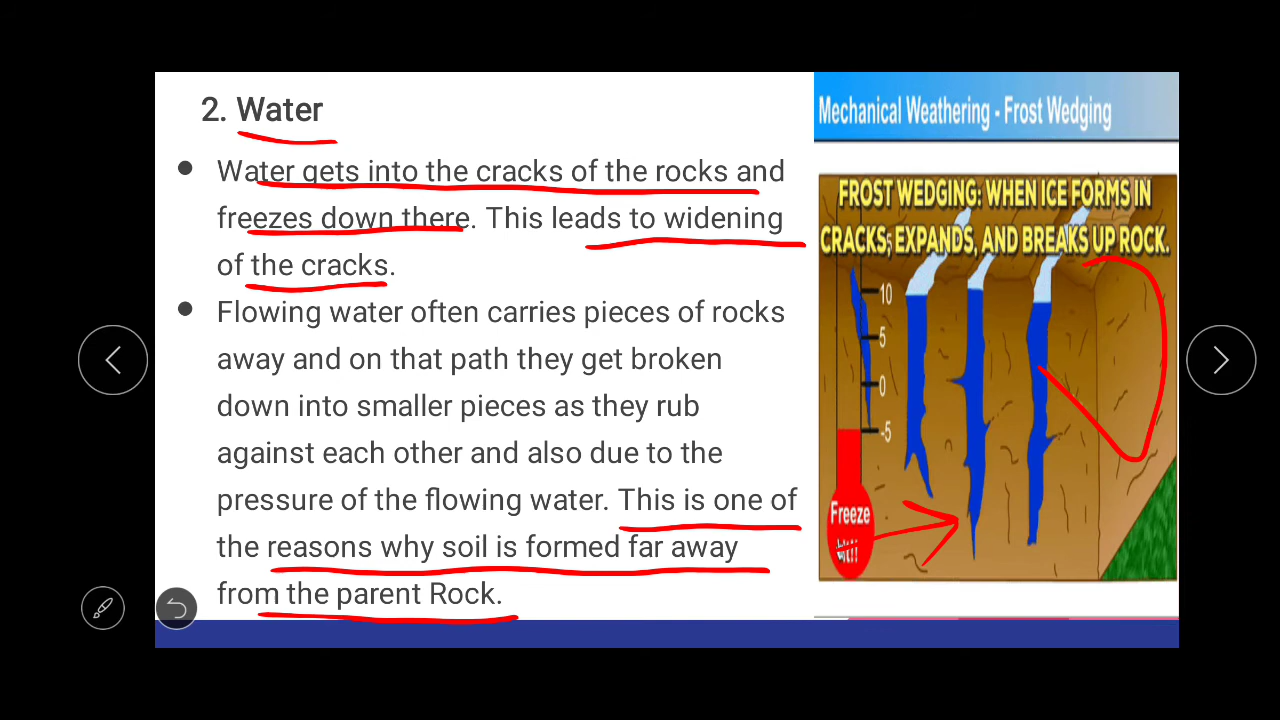 2. Water
Water gets into the cracks of the rocks and
freezes down there. This leads to widening
of the cracks.
Flowing water often carries pieces of rocks
away and on that path they get broken
down into smaller pieces as they rub
against each other and also due to the
pressure of the flowing water. This is one of
the reasons why soil is formed far away
from the parent Rock.
Mechanical Weathering - Frost Wedging
FROST WEDGING: WHEN ICE FORMS IN
CRACKS, EXPANDS, AND BREAKS UP ROCK.
10
5
0
-5
Freeze